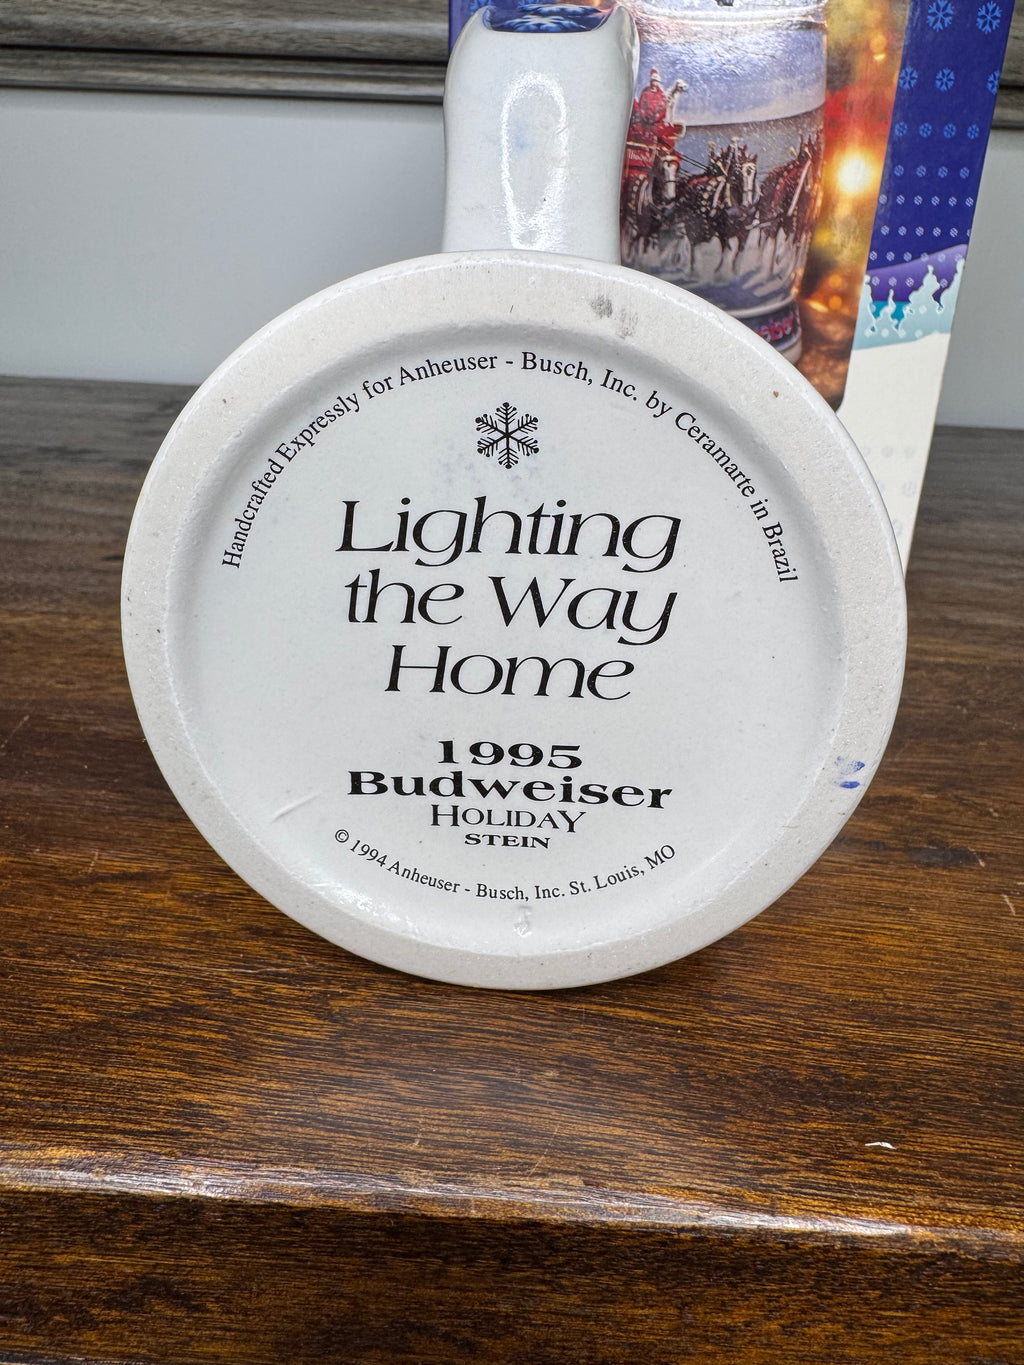 Handcrafted Expressly for Anheuser - Busch, Inc. by Ceramarte in Brazil
Lighting
the Way
Home
1995
Budweiser
HOLIDAY
STEIN
© 1994 Anheuser - Busch, Inc. St. Louis, MO